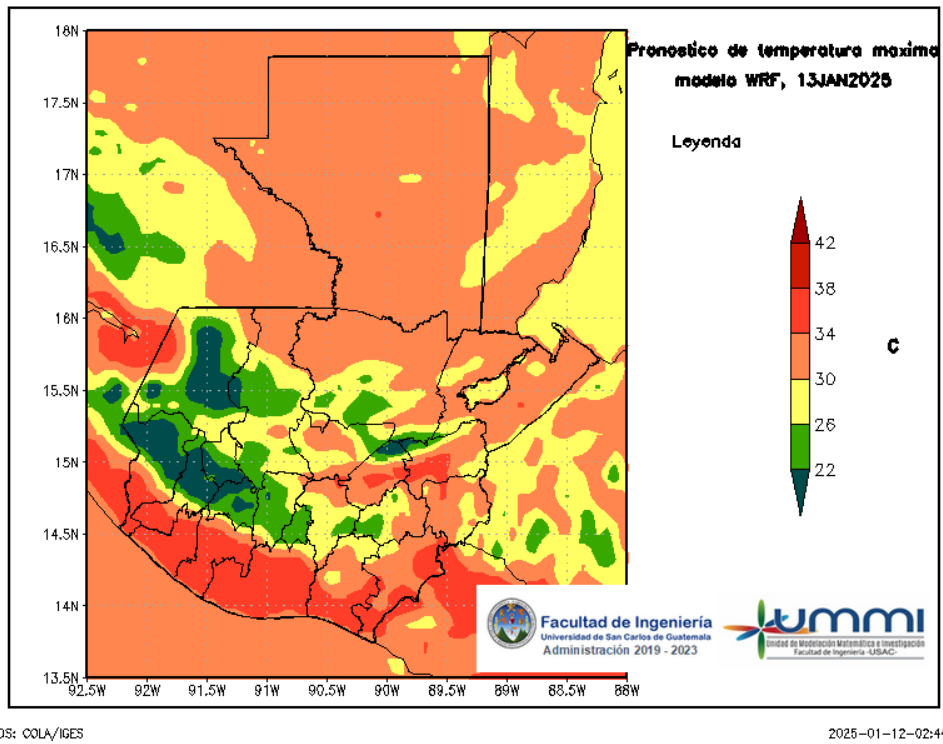 18N
17.5N
17N
16.5N
16N
15.5N
15N
14.5N
14N
13.5N
92.5W
92W
91.5W
91W
90.5W
90W
89.5W
89W
88.5W
88W
Pronostico de temperatura maxima
modelo WRF, 13JAN2025
Leyenda
42
38
34
30
26
22
C
Facultad de Ingeniería
Universidad de San Carlos de Guatemala
Administración 2019 - 2023
ummi
Unidad de Modelación Matemática e Investigación
Facultad de Ingeniería -USAC-
COLA/IGES
2025-01-12-02:4